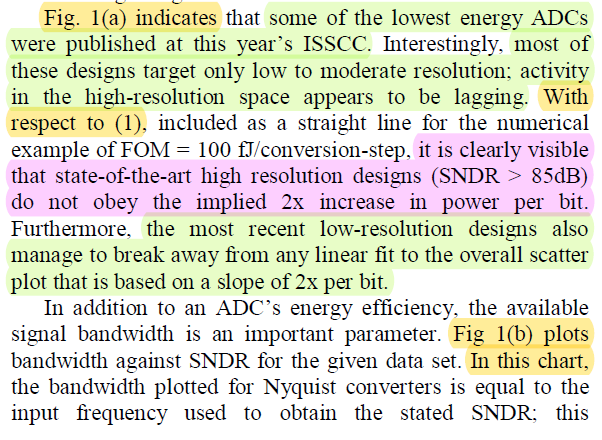 Fig. 1(a) indicates that some of the lowest energy ADCs
were published at this year's ISSCC. Interestingly, most of
these designs target only low to moderate resolution; activity
in the high-resolution space appears to be lagging. With
respect to (1), included as a straight line for the numerical
example of FOM = 100 fJ/conversion-step, it is clearly visible
that state-of-the-art high resolution designs (SNDR > 85dB)
do not obey the implied 2x increase in power per bit.
Furthermore, the most recent low-resolution designs also
manage to break away from any linear fit to the overall scatter
plot that is based on a slope of 2x per bit.
In addition to an ADC's energy efficiency, the available
signal bandwidth is an important parameter. Fig 1(b) plots
bandwidth against SNDR for the given data set. In this chart,
the bandwidth plotted for Nyquist converters is equal to the
input frequency used to obtain the stated SNDR; this